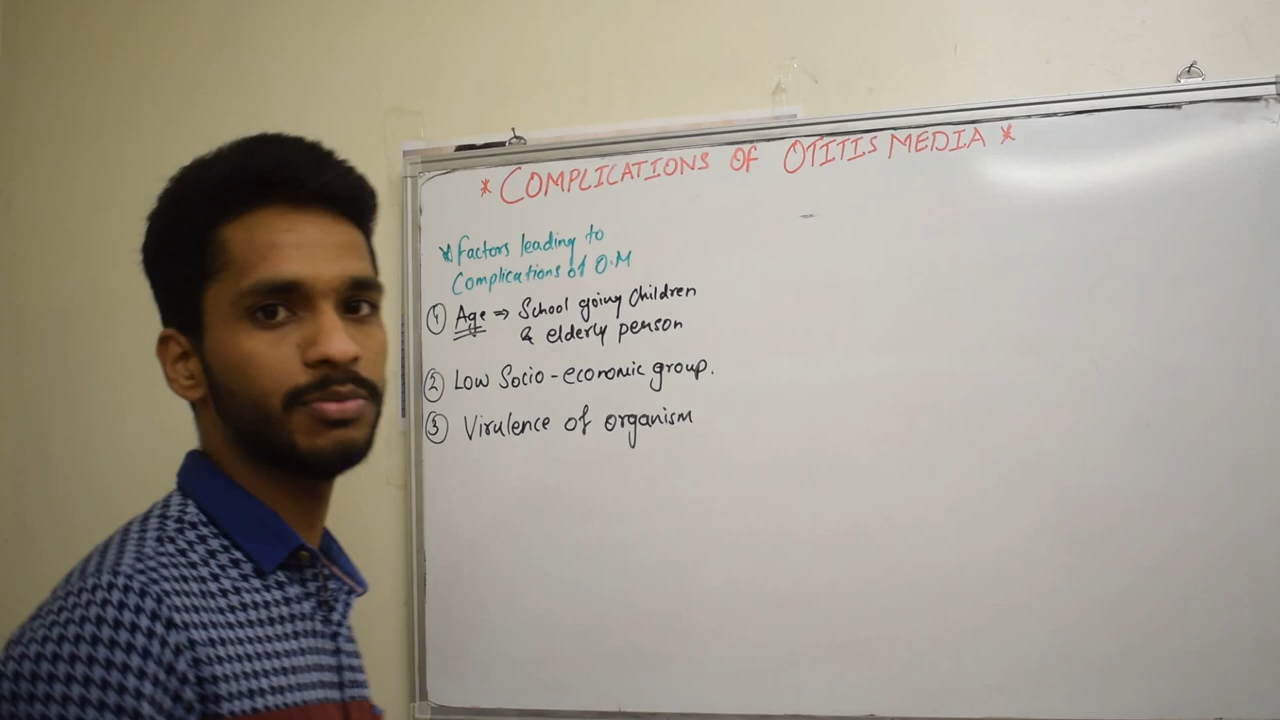 * COMPLICATIONS OF OTITIS MEDIA *
* Factors leading to
Complications of O.M
① Age ⇒ School going Children
& elderly person
② Low Socio-economic group.
③ Virulence of organism